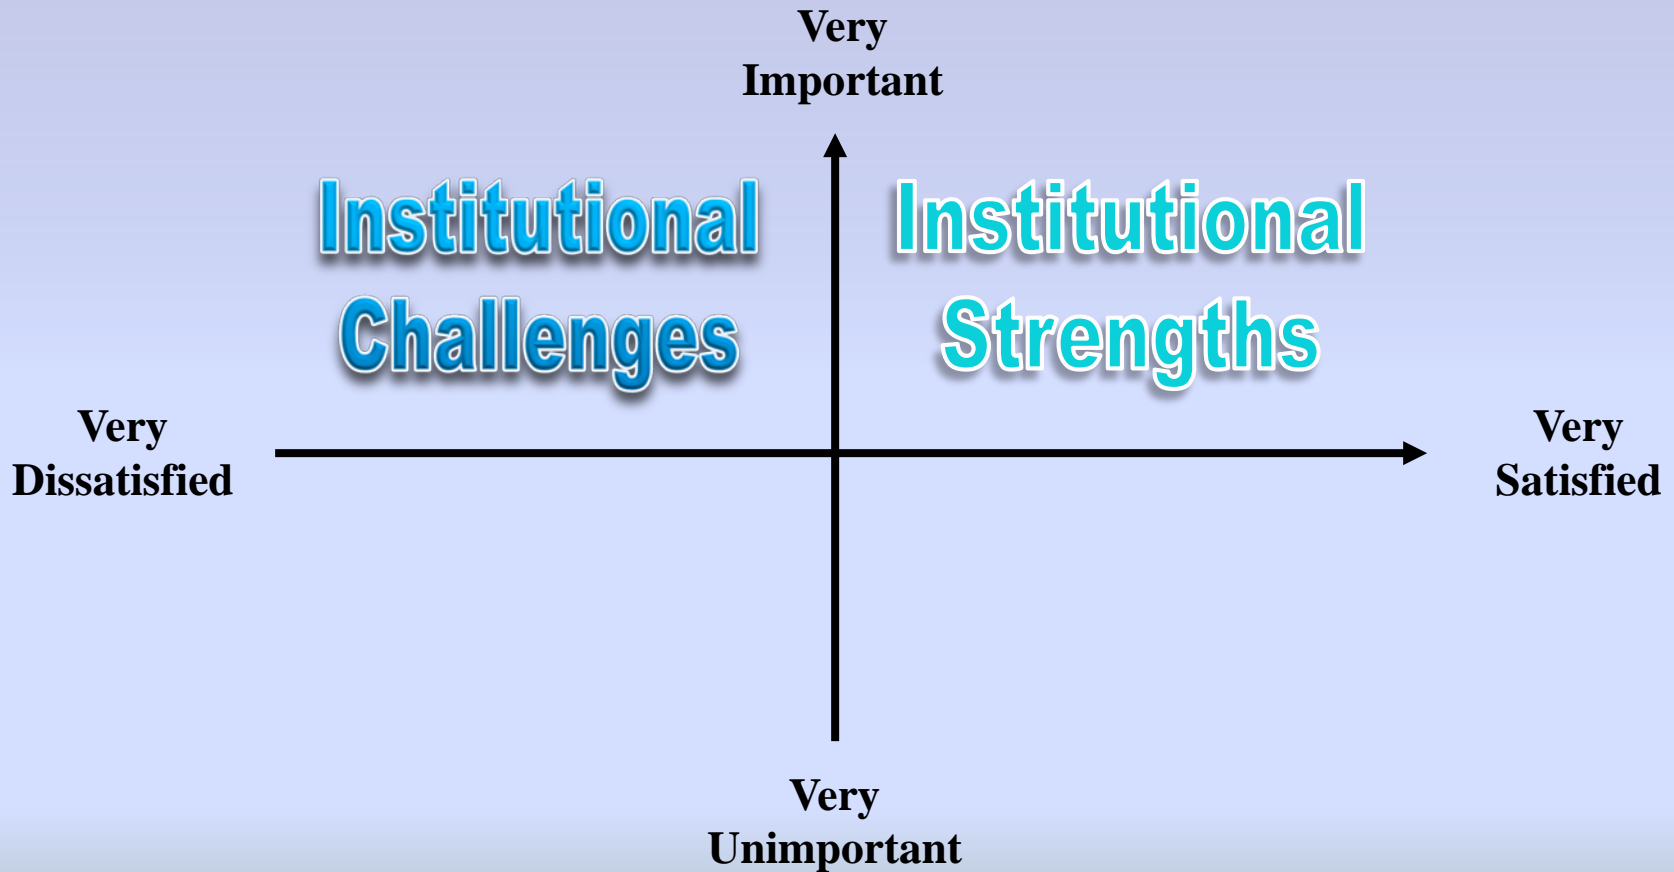 Very
Important
Institutional
Challenges
Institutional
Strengths
Very
Dissatisfied
Very
Satisfied
Very
Unimportant